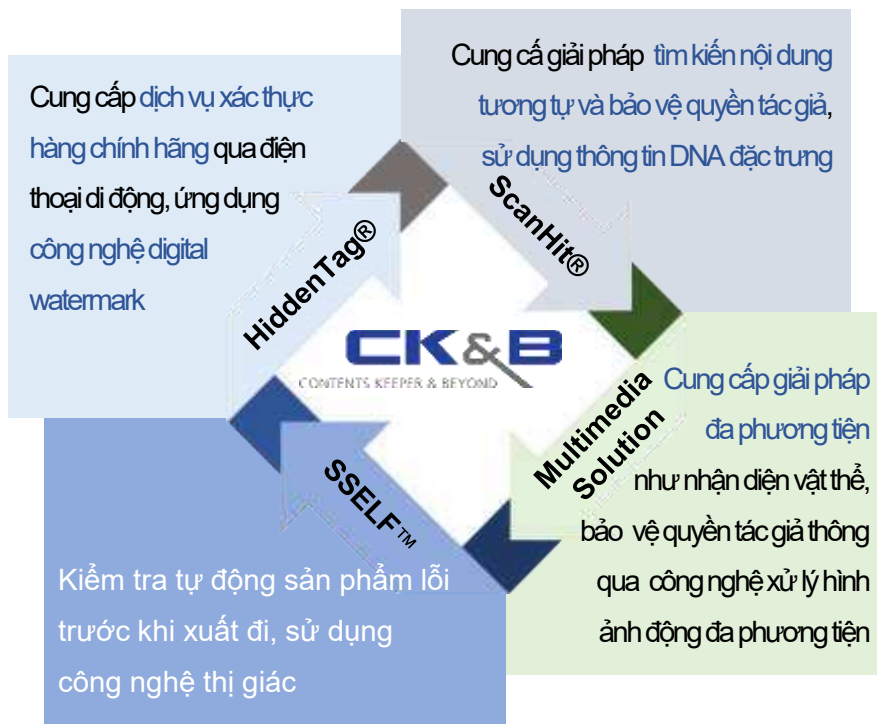 Cung cấp dịch vụ xác thực
hàng chính hãng qua điện
thoại di động, ứng dụng
công nghệ digital
watermark
Cung cấ giải pháp tìm kiến nội dung
tương tự và bảo vệ quyền tác giả,
sử dụng thông tin DNA đặc trưng
HiddenTag®
ScanHit®
CK&B
CONTENTS KEEPER & BEYOND
Multimedia
Solution
SSELF™
Cung cấp giải pháp
đa phương tiện
như nhận diện vật thể,
bảo vệ quyền tác giả thông
qua công nghệ xử lý hình
ảnh động đa phương tiện
Kiểm tra tự động sản phẩm lỗi
trước khi xuất đi, sử dụng
công nghệ thị giác